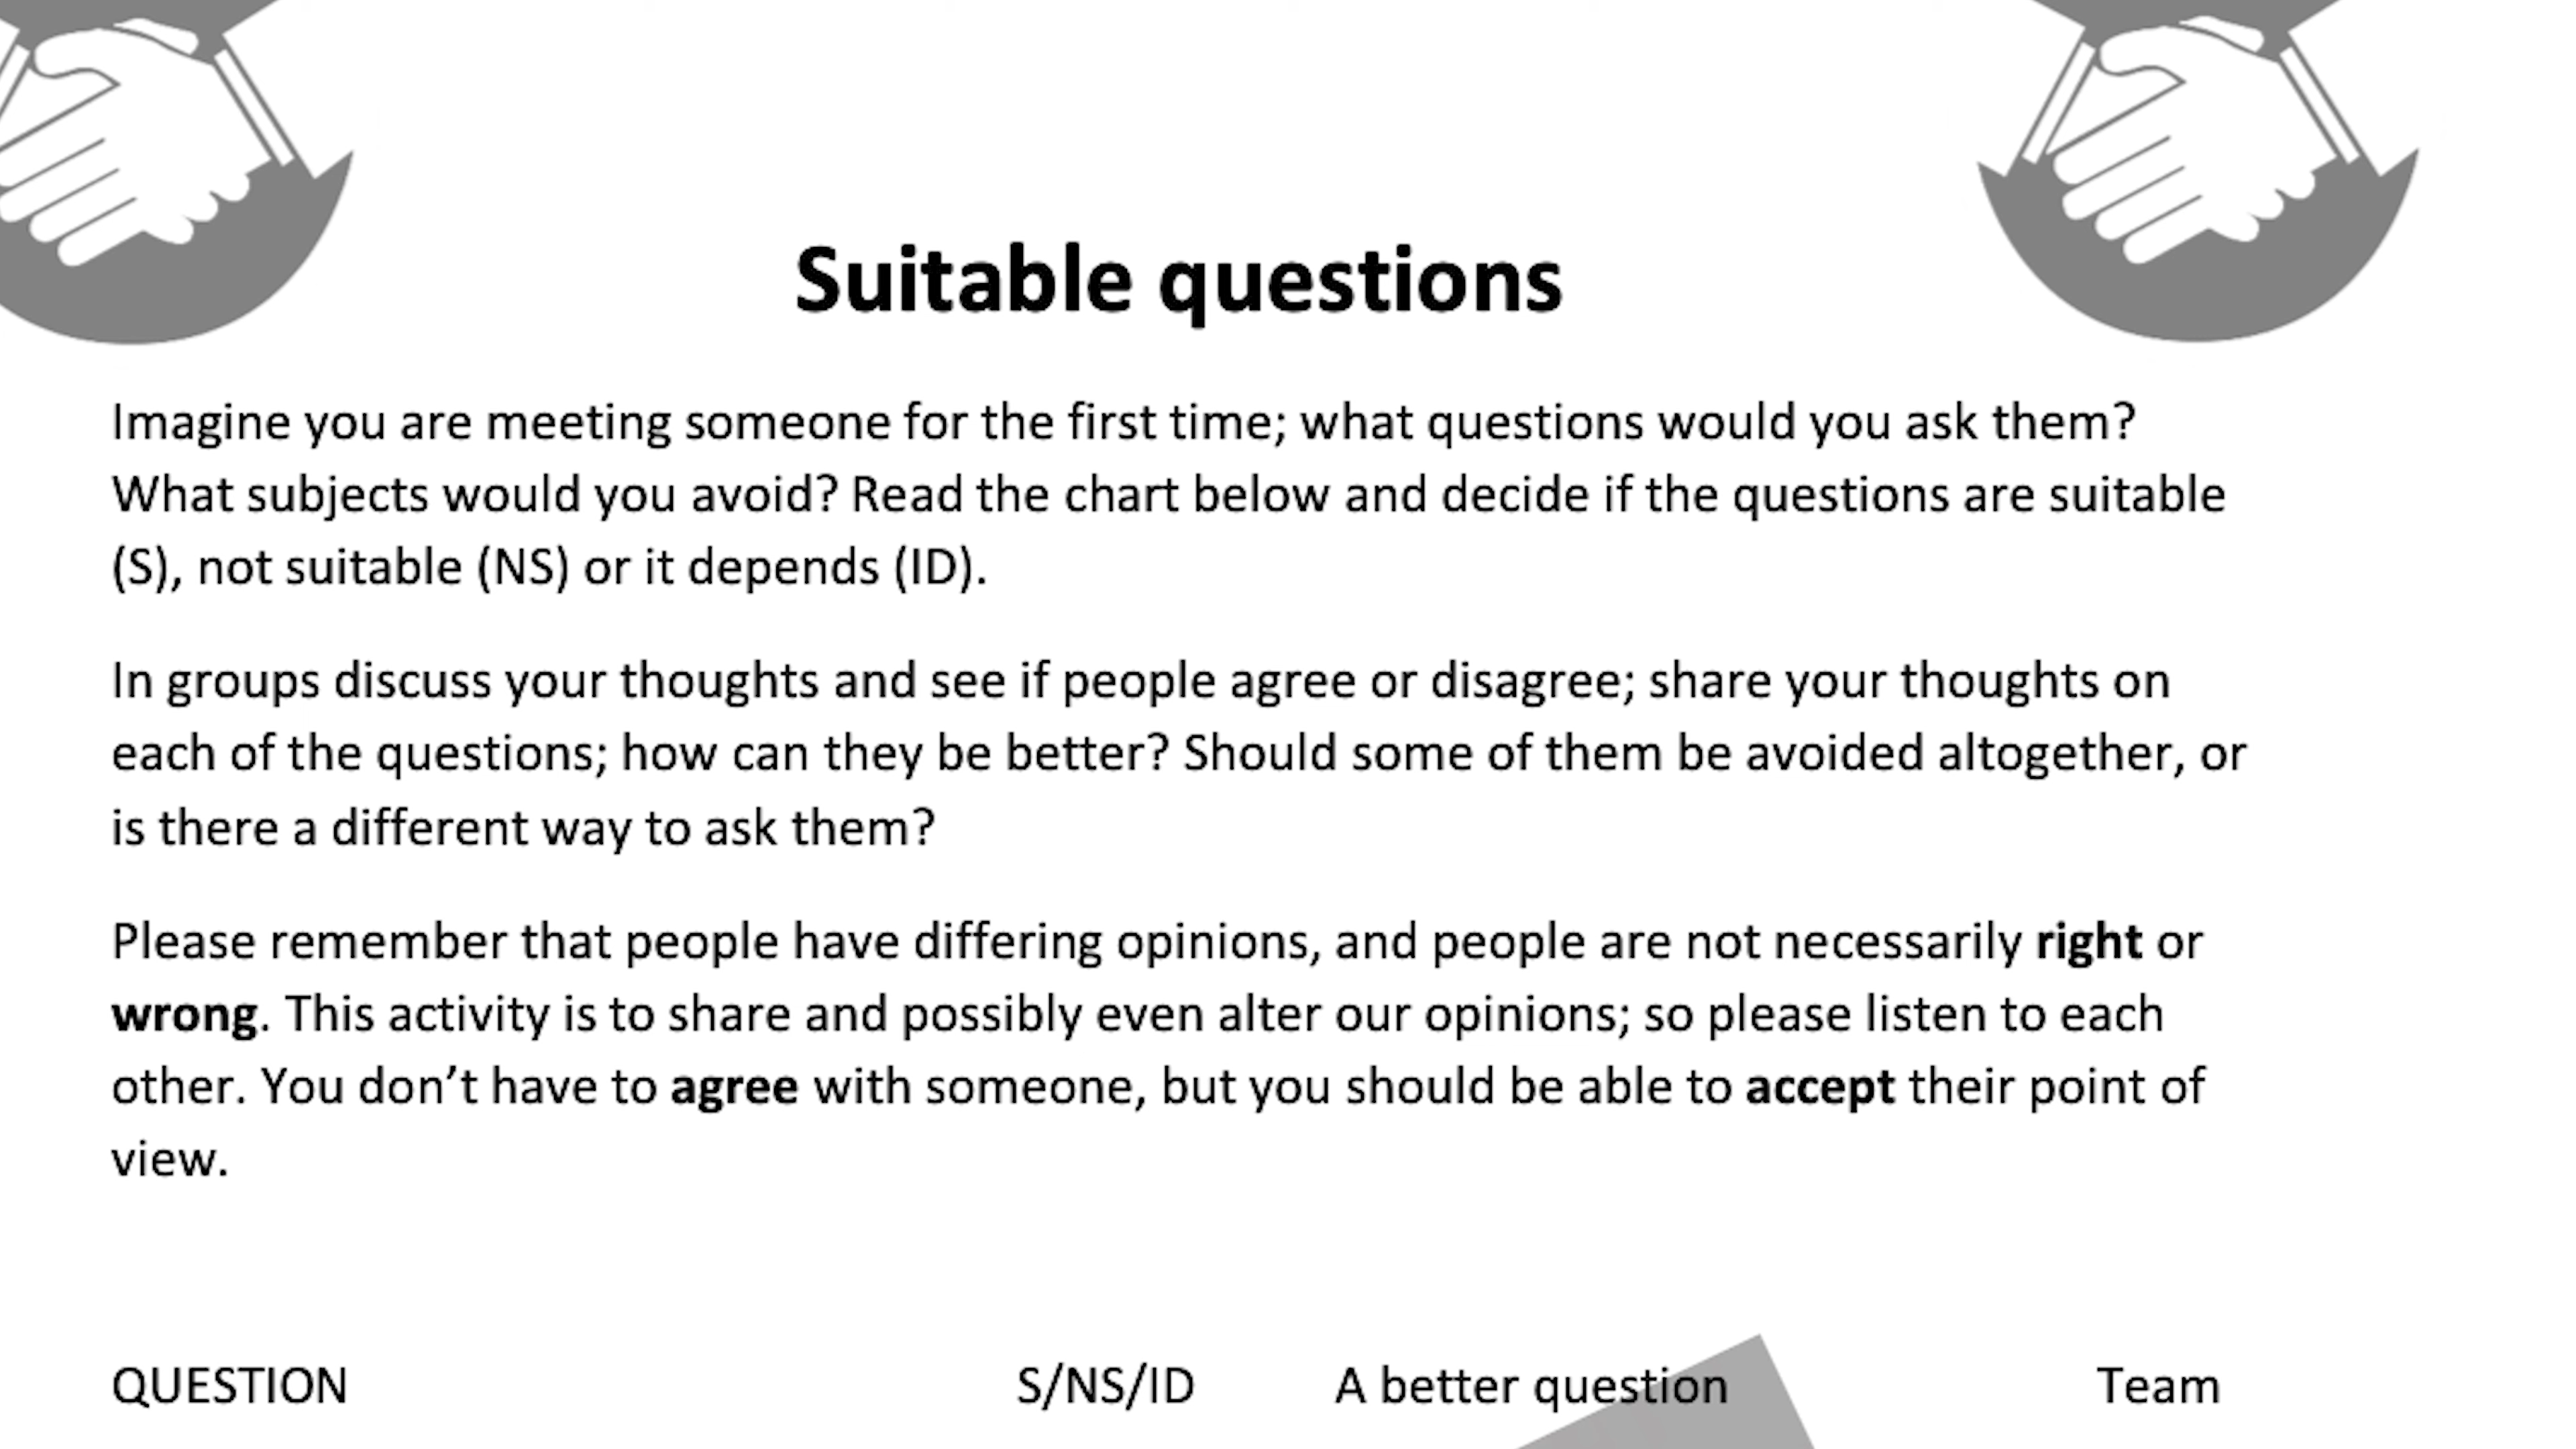 Suitable questions
Imagine you are meeting someone for the first time; what questions would you ask them?
What subjects would you avoid? Read the chart below and decide if the questions are suitable
(S), not suitable (NS) or it depends (ID).
In groups discuss your thoughts and see if people agree or disagree; share your thoughts on
each of the questions; how can they be better? Should some of them be avoided altogether, or
is there a different way to ask them?
Please remember that people have differing opinions, and people are not necessarily right or
wrong. This activity is to share and possibly even alter our opinions; so please listen to each
other. You don’t have to agree with someone, but you should be able to accept their point of
view.
QUESTION S/NS/ID A better question Team